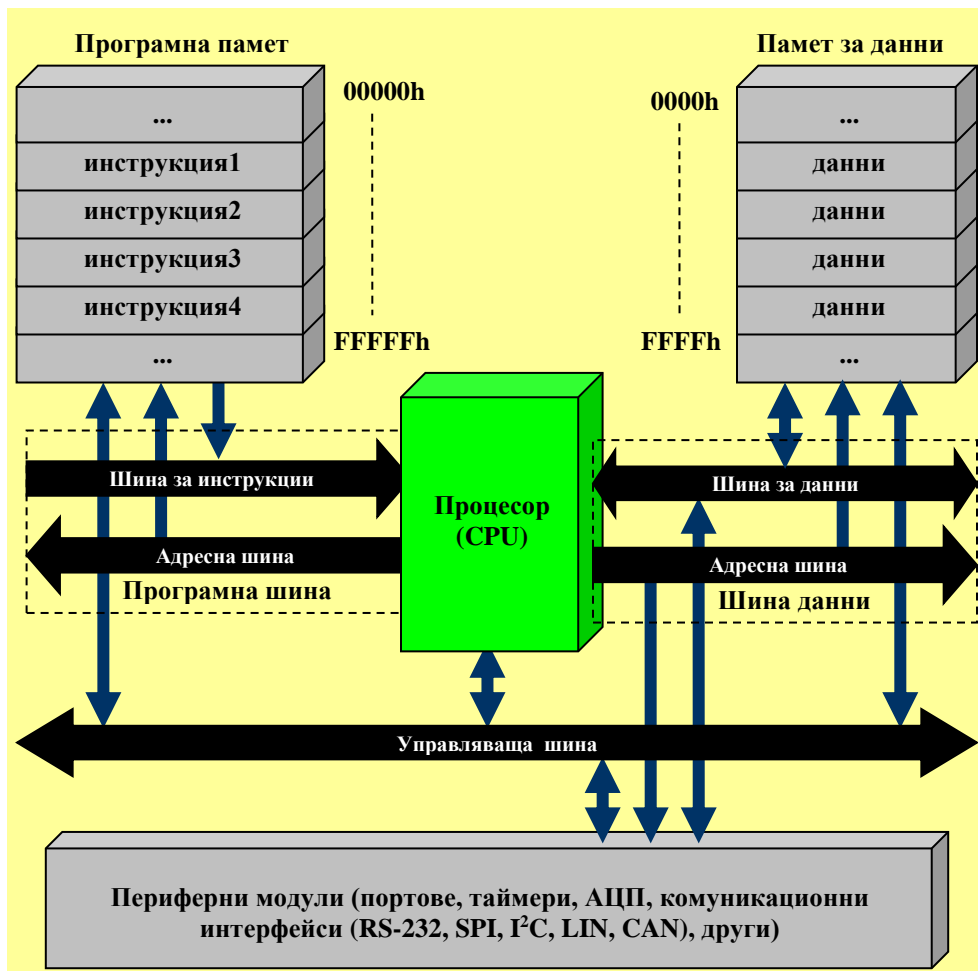 Програмна памет
...
инструкция1
инструкция2
инструкция3
инструкция4
...
00000h
FFFFFh
Памет за данни
0000h
FFFFh
...
данни
данни
данни
данни
...
Шина за инструкции
Адресна шина
Програмна шина
Процесор
(CPU)
Шина за данни
Адресна шина
Шина данни
Управляваща шина
Периферни модули (портове, таймери, АЦП, комуникационни
интерфейси (RS-232, SPI, I²C, LIN, CAN), други)